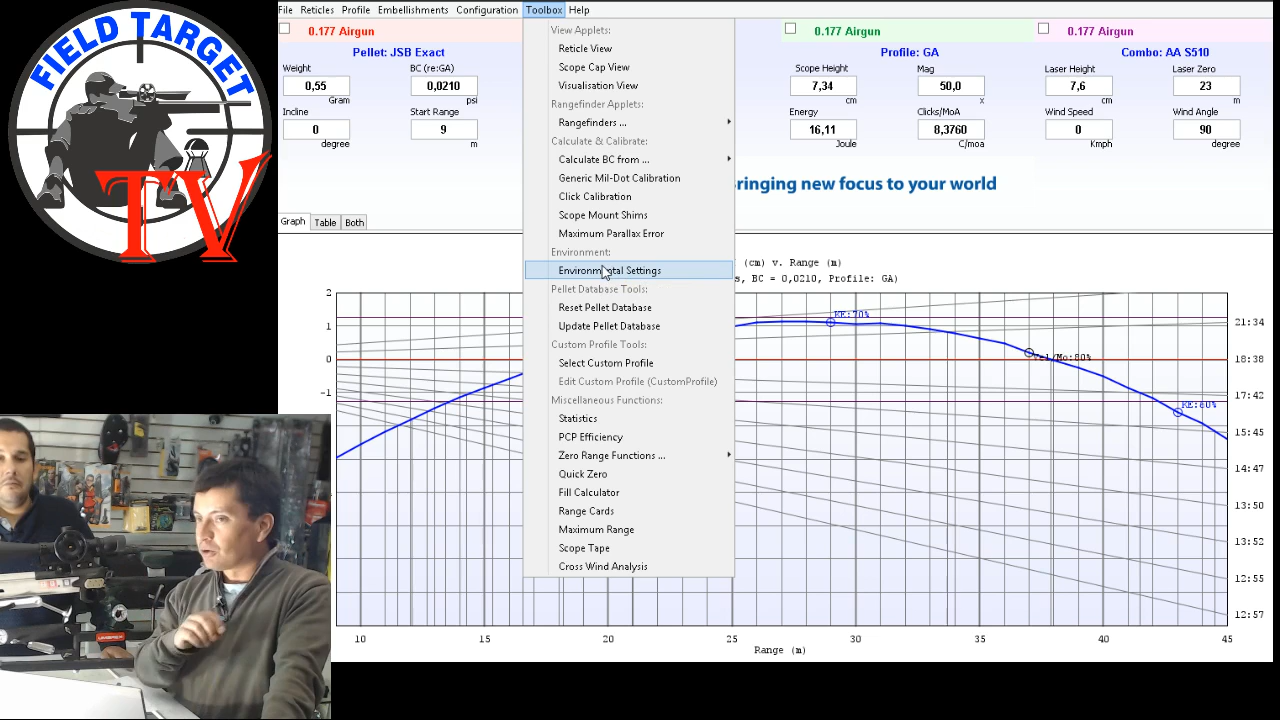 FIELD TARGET
TV
File Reticles Profile Embellishments Configuration Toolbox Help
0.177 Airgun
0.177 Airgun
0.177 Airgun
Pellet: JSB Exact
Profile: GA
Combo: AA S510
Weight
BC (re:GA)
Scope Height
Mag
Laser Height
Laser Zero
0,55
0,0210
7,34
50,0
7,6
23
Gram
psi
cm
x
cm
m
Incline
Start Range
Energy
Clicks/MoA
Wind Speed
Wind Angle
0
9
16,11
8,3760
0
90
degree
m
Joule
C/moa
Kmph
degree
ringing new focus to your world
Graph Table Both
View Applets:
Reticle View
Scope Cap View
Visualisation View
Rangefinder Applets:
Rangefinders ...
Calculate & Calibrate:
Calculate BC from ...
Generic Mil-Dot Calibration
Click Calibration
Scope Mount Shims
Maximum Parallax Error
Environment:
Environmental Settings
Pellet Database Tools:
Reset Pellet Database
Update Pellet Database
Custom Profile Tools:
Select Custom Profile
Edit Custom Profile (CustomProfile)
Miscellaneous Functions:
Statistics
PCP Efficiency
Zero Range Functions ...
Quick Zero
Fill Calculator
Range Cards
Maximum Range
Scope Tape
Cross Wind Analysis
(cm) v. Range (m)
s, BC = 0,0210, Profile: GA)
2
1
0
-1
KE:70%
Vel/Mo:80%
KE:60%
21:34
18:38
17:42
15:45
14:47
13:50
13:52
12:55
12:57
10 15 20 25 30 35 40 45
Range (m)
UMAREX